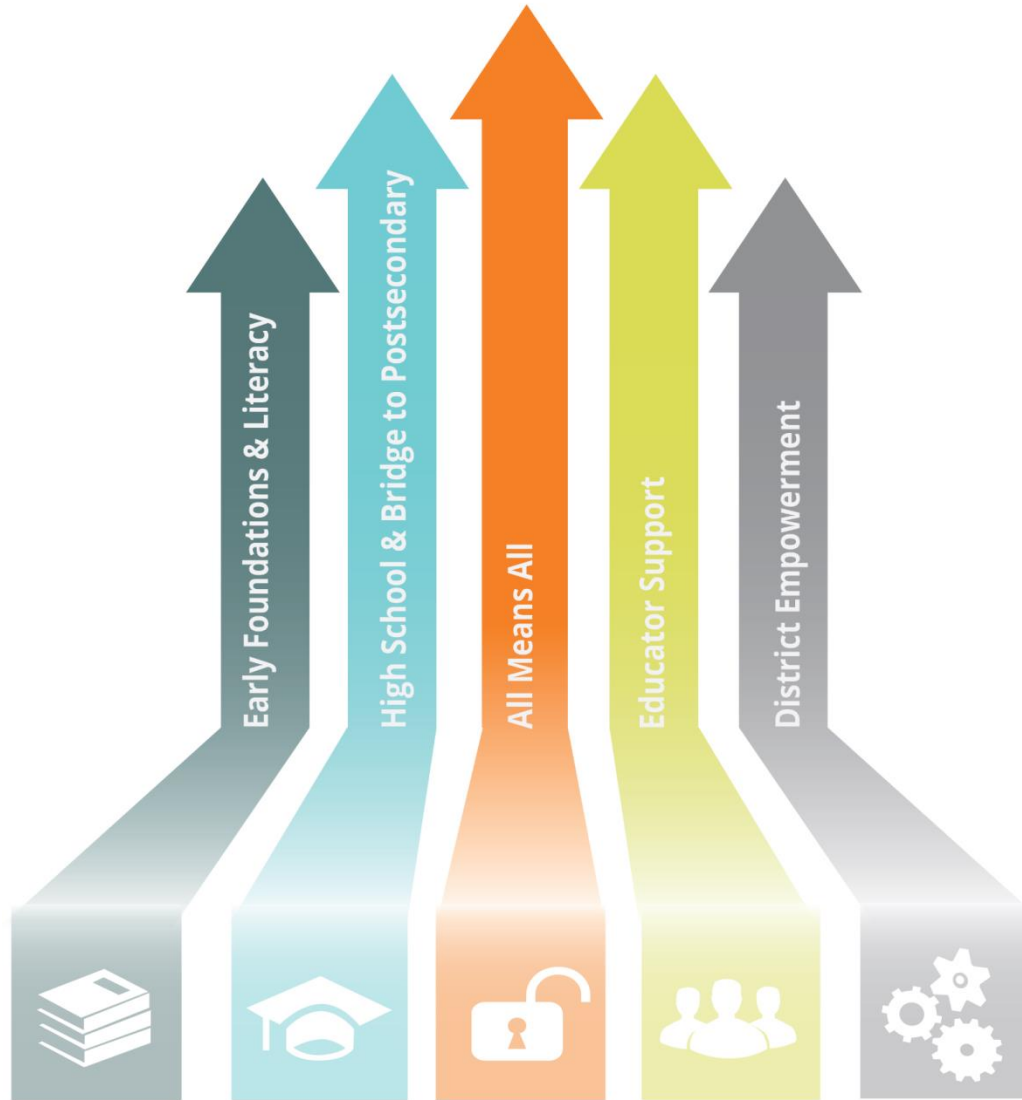 Early Foundations & Literacy
High School & Bridge to Postsecondary
All Means All
Educator Support
District Empowerment